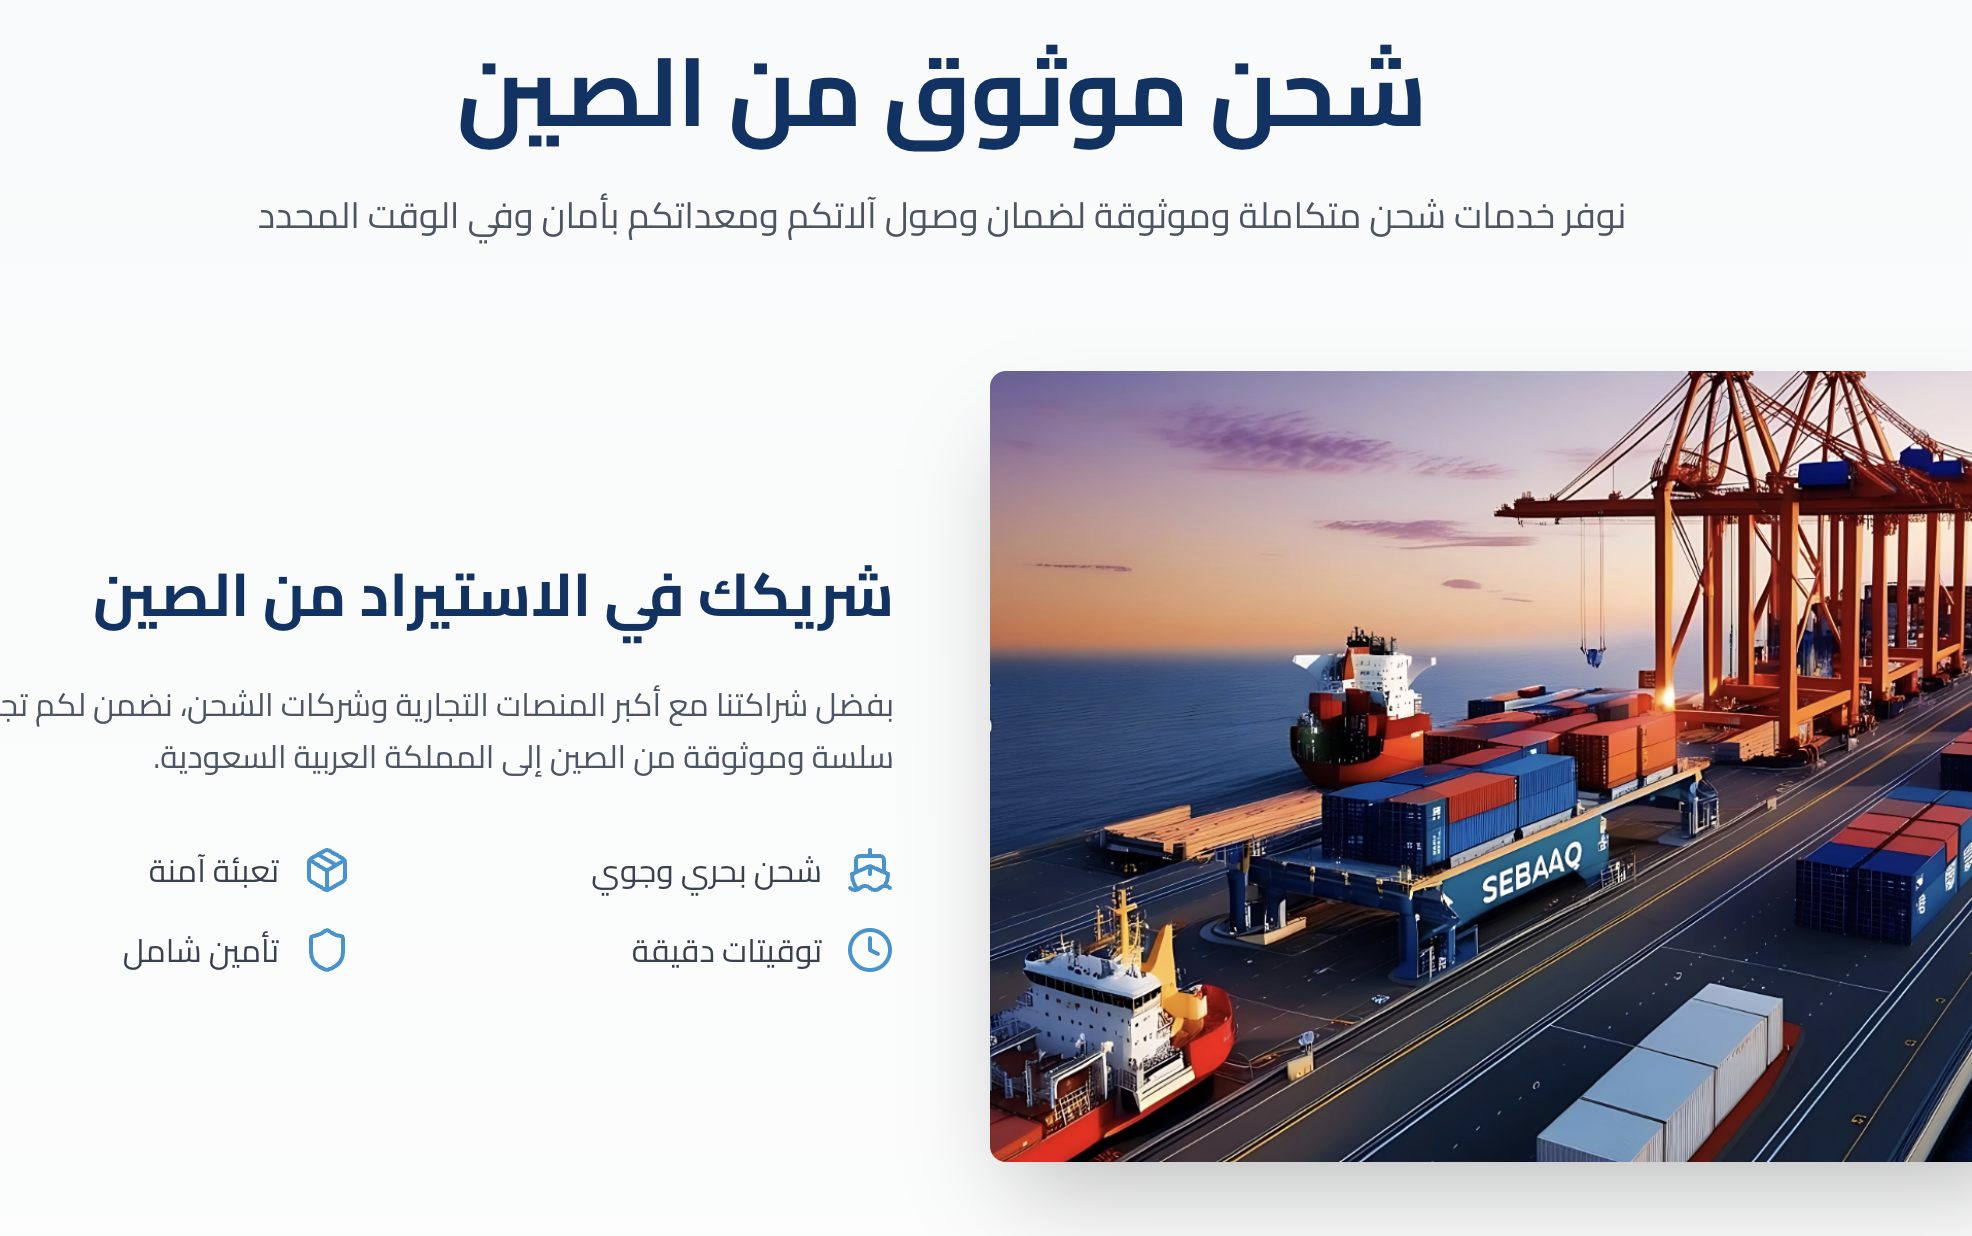 شحن موثوق من الصين
نوفر خدمات شحن متكاملة وموثوقة لضمان وصول آلاتكم ومعداتكم بأمان وفي الوقت المحدد
شريكك في الاستيراد من الصين
بفضل شراكتنا مع أكبر المنصات التجارية وشركات الشحن، نضمن لكم
سلسة وموثوقة من الصين إلى المملكة العربية السعودية.
شحن بحري وجوي
تعبئة آمنة
توقيتات دقيقة
تأمين شامل
SEBAAQ